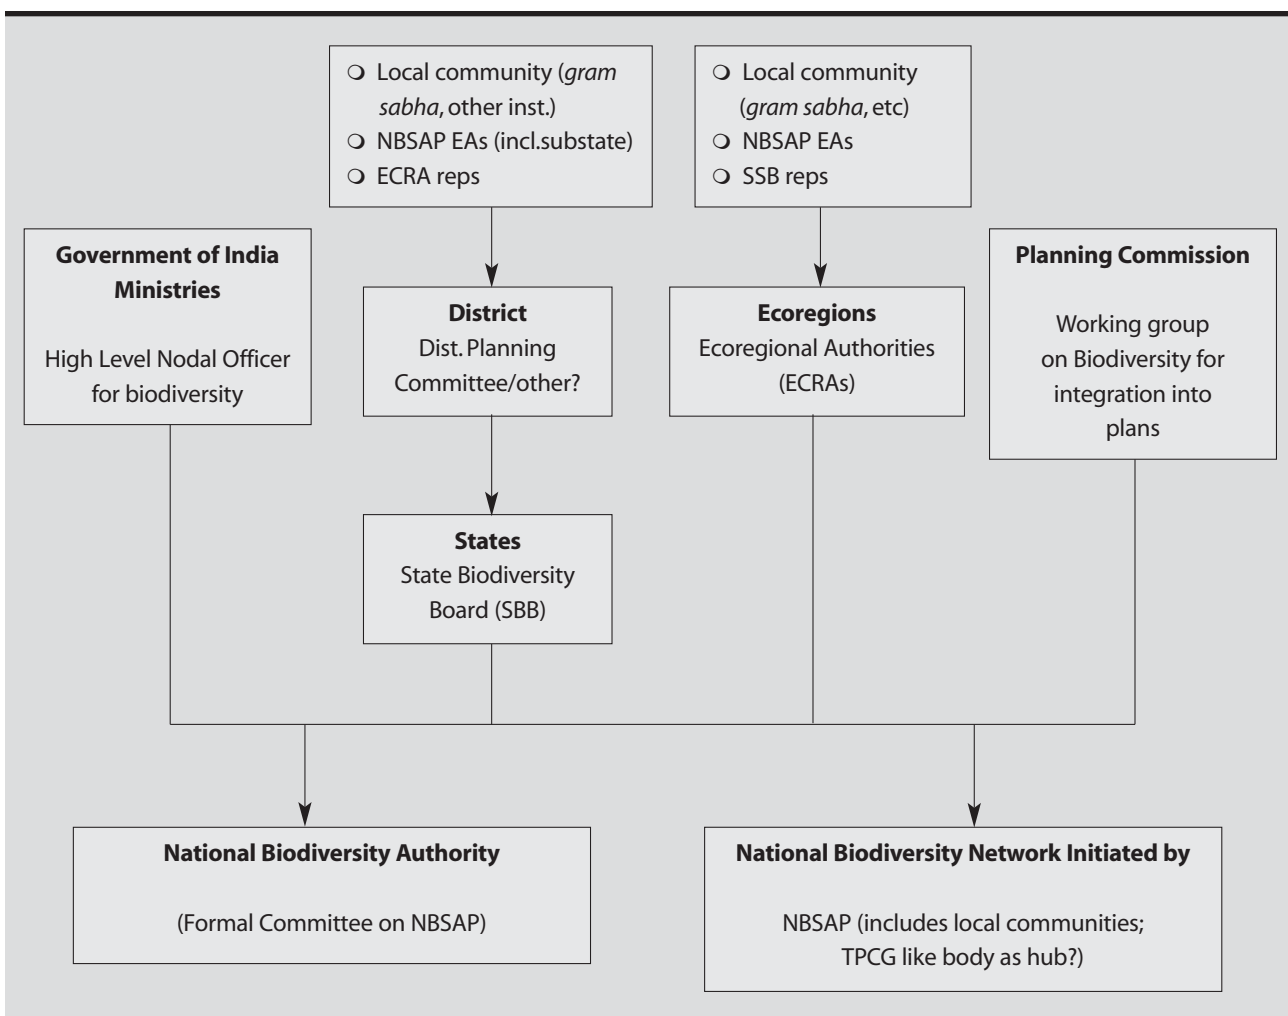 ❍ Local community (gram
sabha, other inst.)
❍ NBSAP EAs (incl.substate)
❍ ECRA reps
❍ Local community
(gram sabha, etc)
❍ NBSAP EAs
❍ SSB reps
Government of India
Ministries
High Level Nodal Officer
for biodiversity
District
Dist. Planning
Committee/other?
Ecoregions
Ecoregional Authorities
(ECRAs)
Planning Commission
Working group
on Biodiversity for
integration into
plans
States
State Biodiversity
Board (SBB)
National Biodiversity Authority
(Formal Committee on NBSAP)
National Biodiversity Network Initiated by
NBSAP (includes local communities;
TPCG like body as hub?)